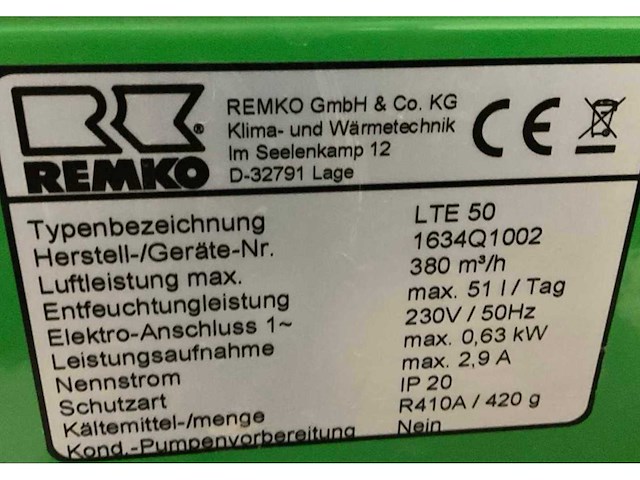 REMKO
REMKO GmbH & Co. KG
Klima- und Wärmetechnik
Im Seelenkamp 12
D-32791 Lage
CE
Typenbezeichnung LTE 50
Herstell-/Geräte-Nr. 1634Q1002
Luftleistung max. 380 m³/h
Entfeuchtungleistung max. 51 l / Tag
Elektro-Anschluss 1~ 230V / 50Hz
Leistungsaufnahme max. 0,63 kW
Nennstrom max. 2,9 A
Schutzart IP 20
Kältemittel-/menge R410A / 420 g
Kond.-Pumpenvorbereitung Nein